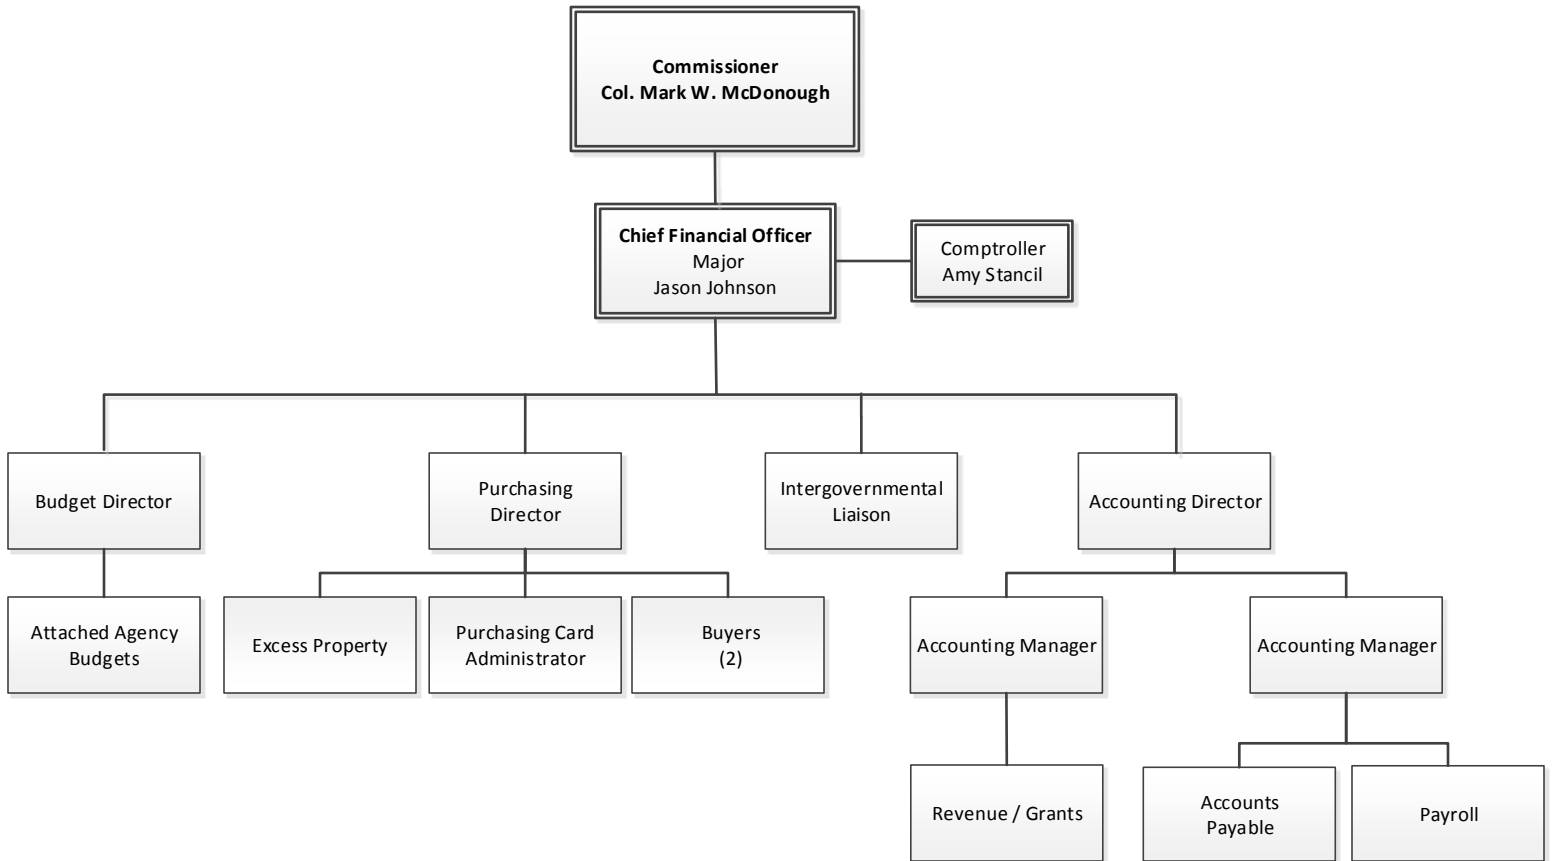 Commissioner
Col. Mark W. McDonough
Chief Financial Officer
Major
Jason Johnson
Comptroller
Amy Stancil
Budget Director
Purchasing
Director
Intergovernmental
Liaison
Accounting Director
Attached Agency
Budgets
Excess Property
Purchasing Card
Administrator
Buyers
(2)
Accounting Manager
Accounting Manager
Revenue / Grants
Accounts
Payable
Payroll